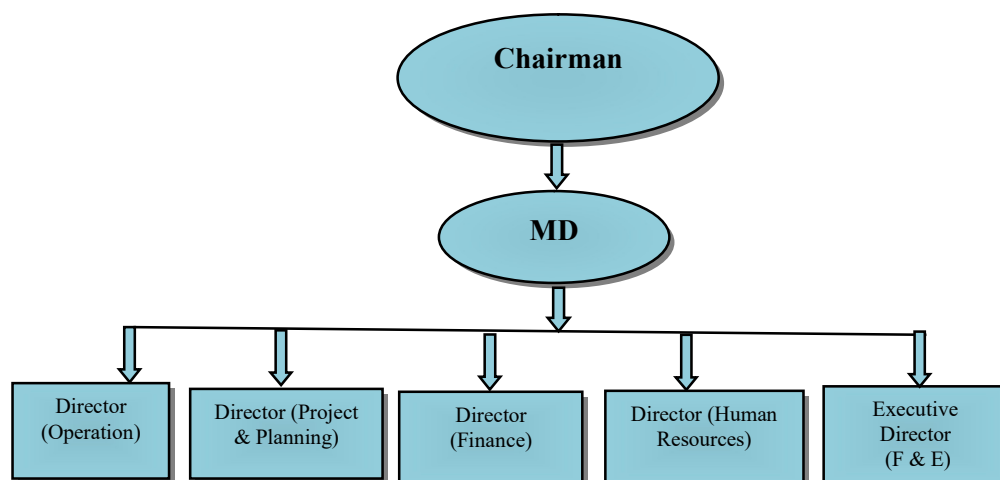 Chairman
MD
Director
(Operation)
Director (Project
& Planning)
Director
(Finance)
Director (Human
Resources)
Executive
Director
(F & E)